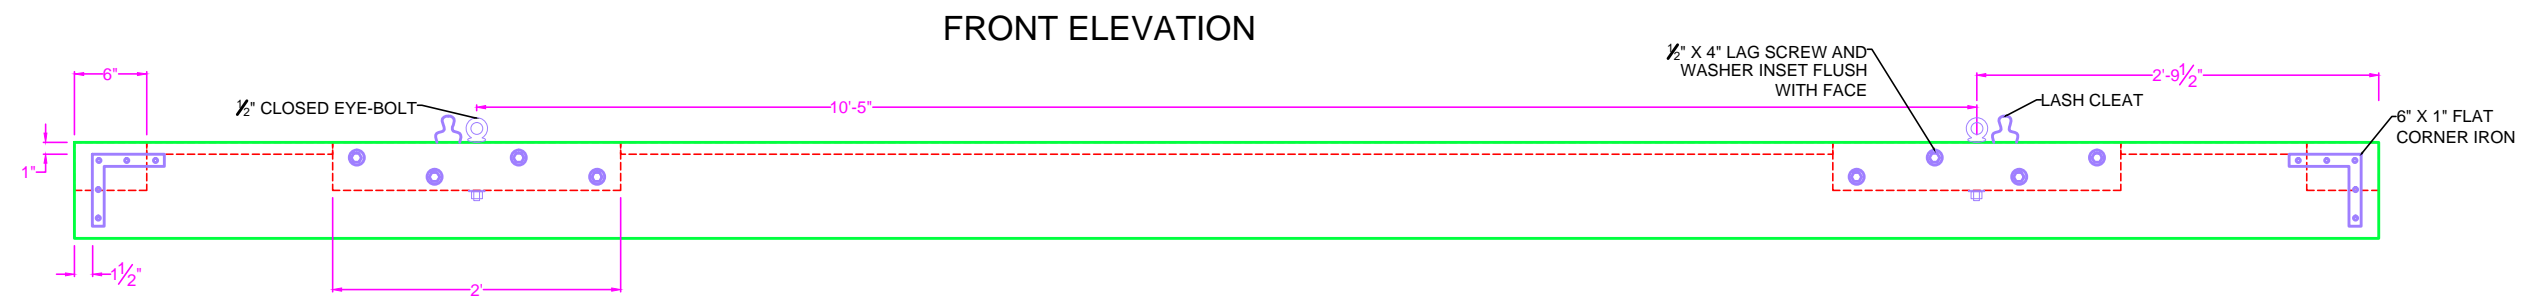 FRONT ELEVATION
½" X 4" LAG SCREW AND
WASHER INSET FLUSH
WITH FACE
6"
2'-9½"
½" CLOSED EYE-BOLT
10'-5"
LASH CLEAT
6" X 1" FLAT
CORNER IRON
1"
1½"
2'